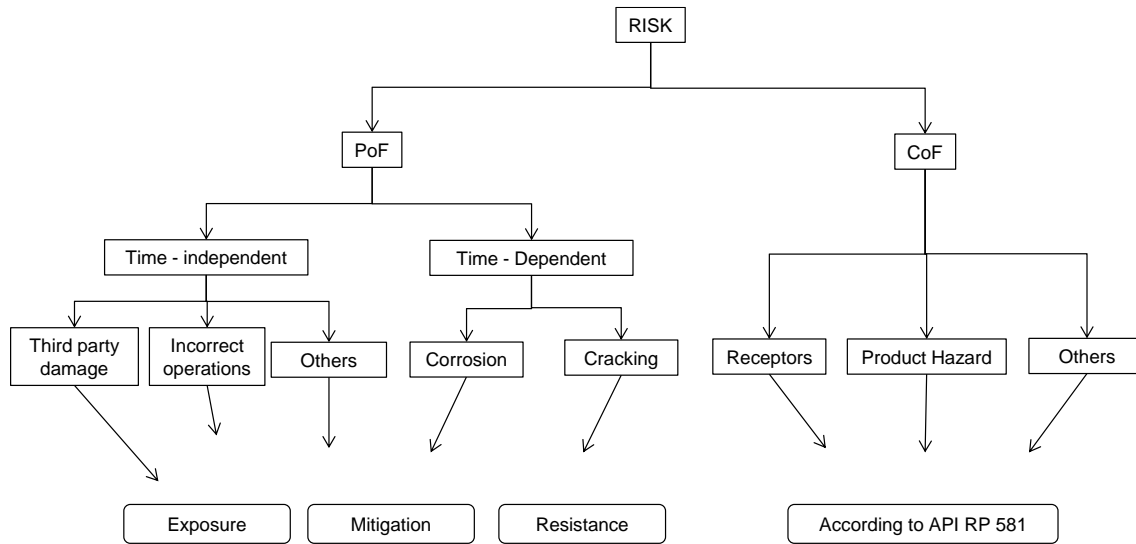 RISK
PoF
CoF
Time - independent
Time - Dependent
Third party
damage
Incorrect
operations
Others
Corrosion
Cracking
Receptors
Product Hazard
Others
Exposure
Mitigation
Resistance
According to API RP 581